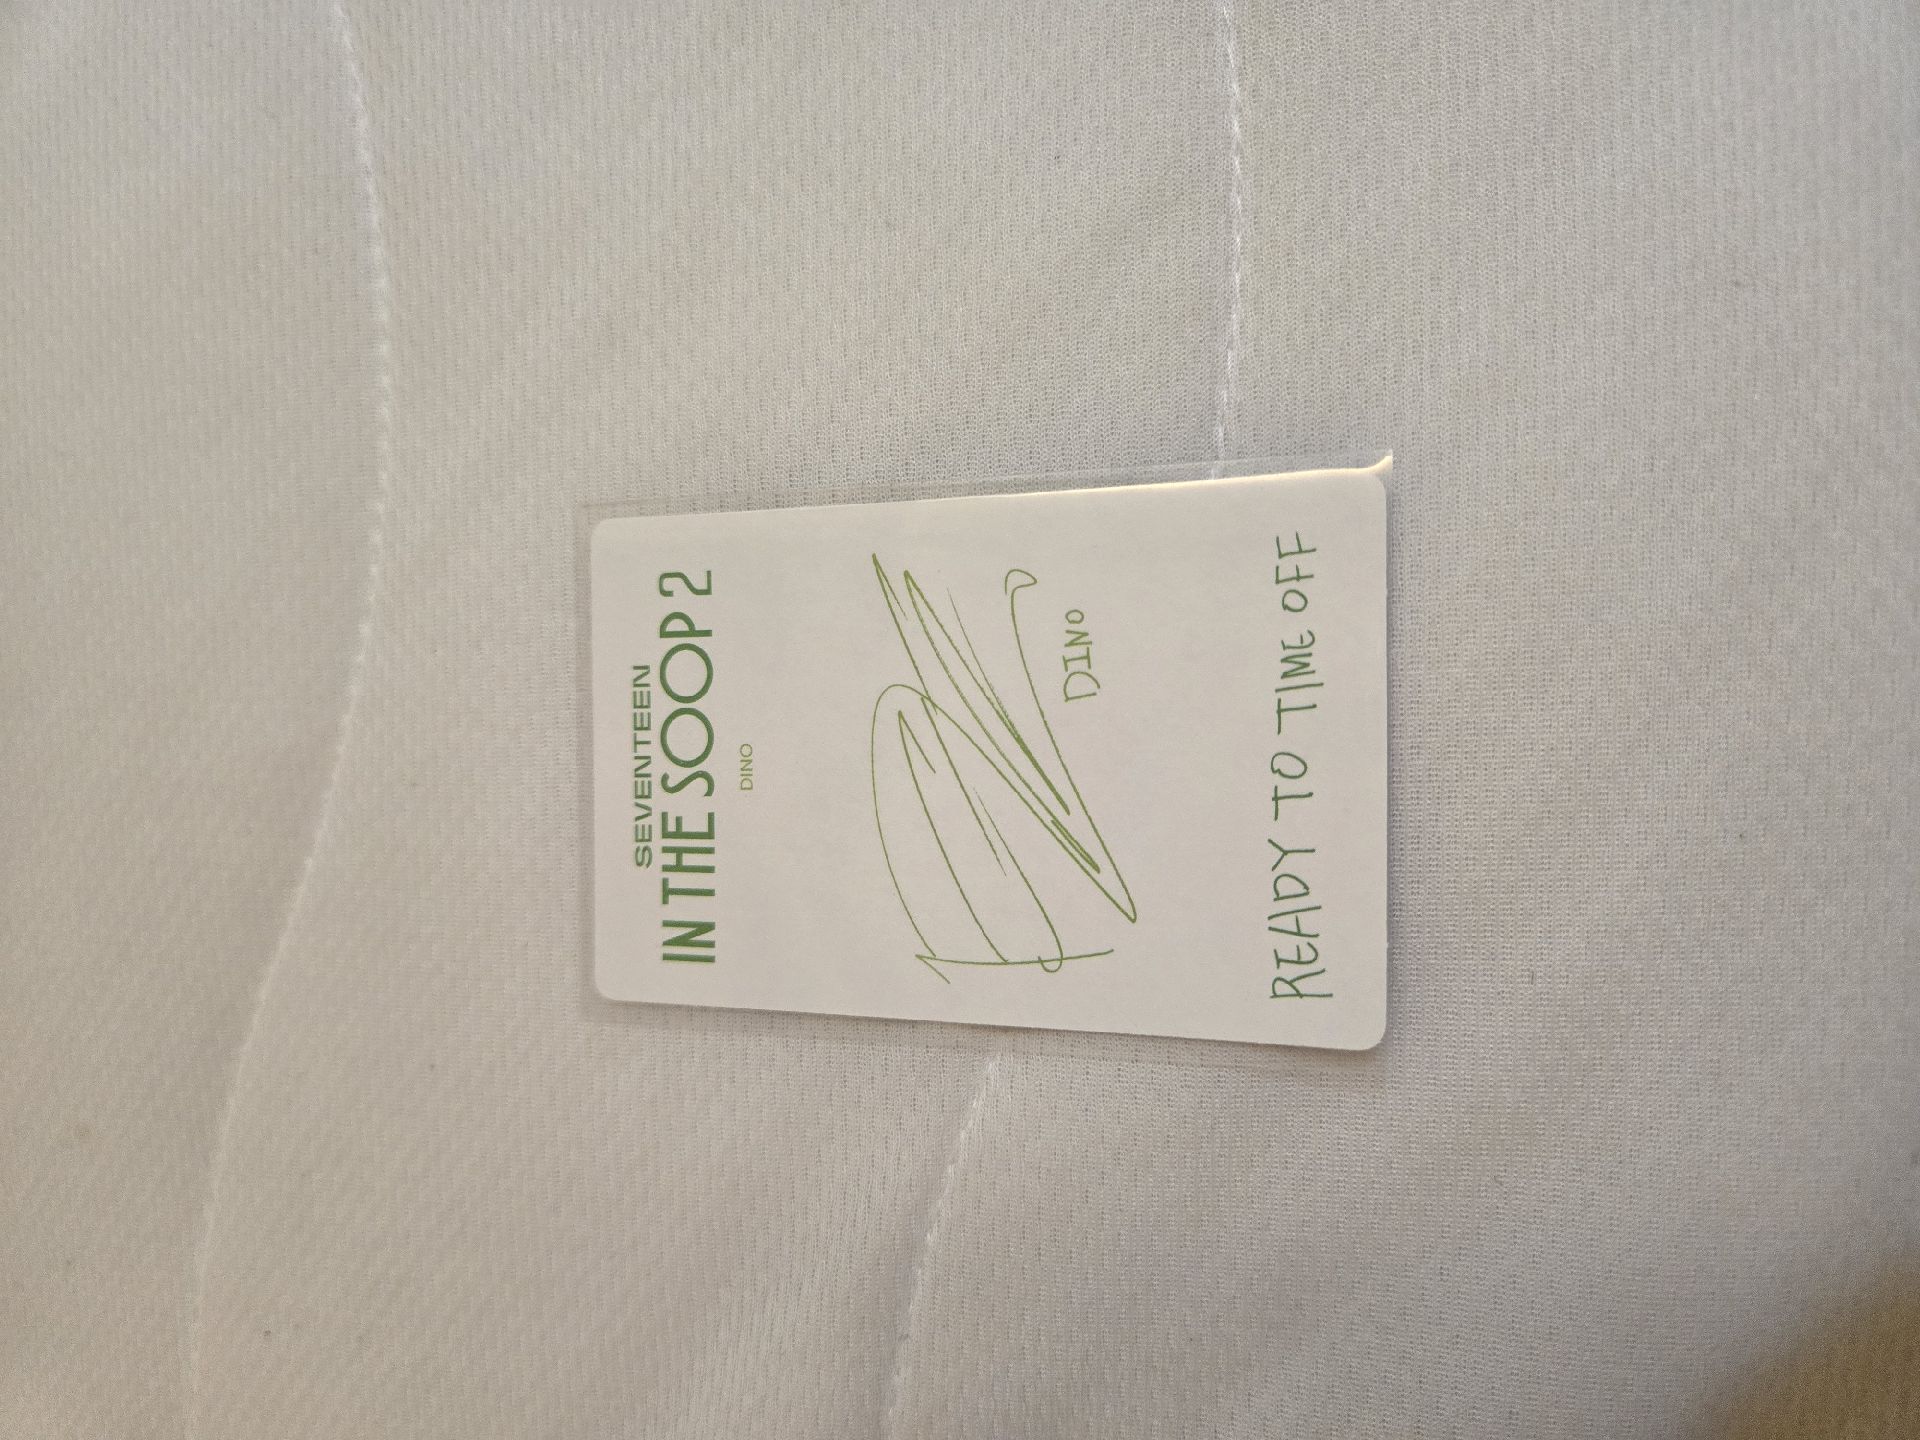 SEVENTEEN
IN THE SOOP 2
DINO
DINO
READY TO TIME OFF